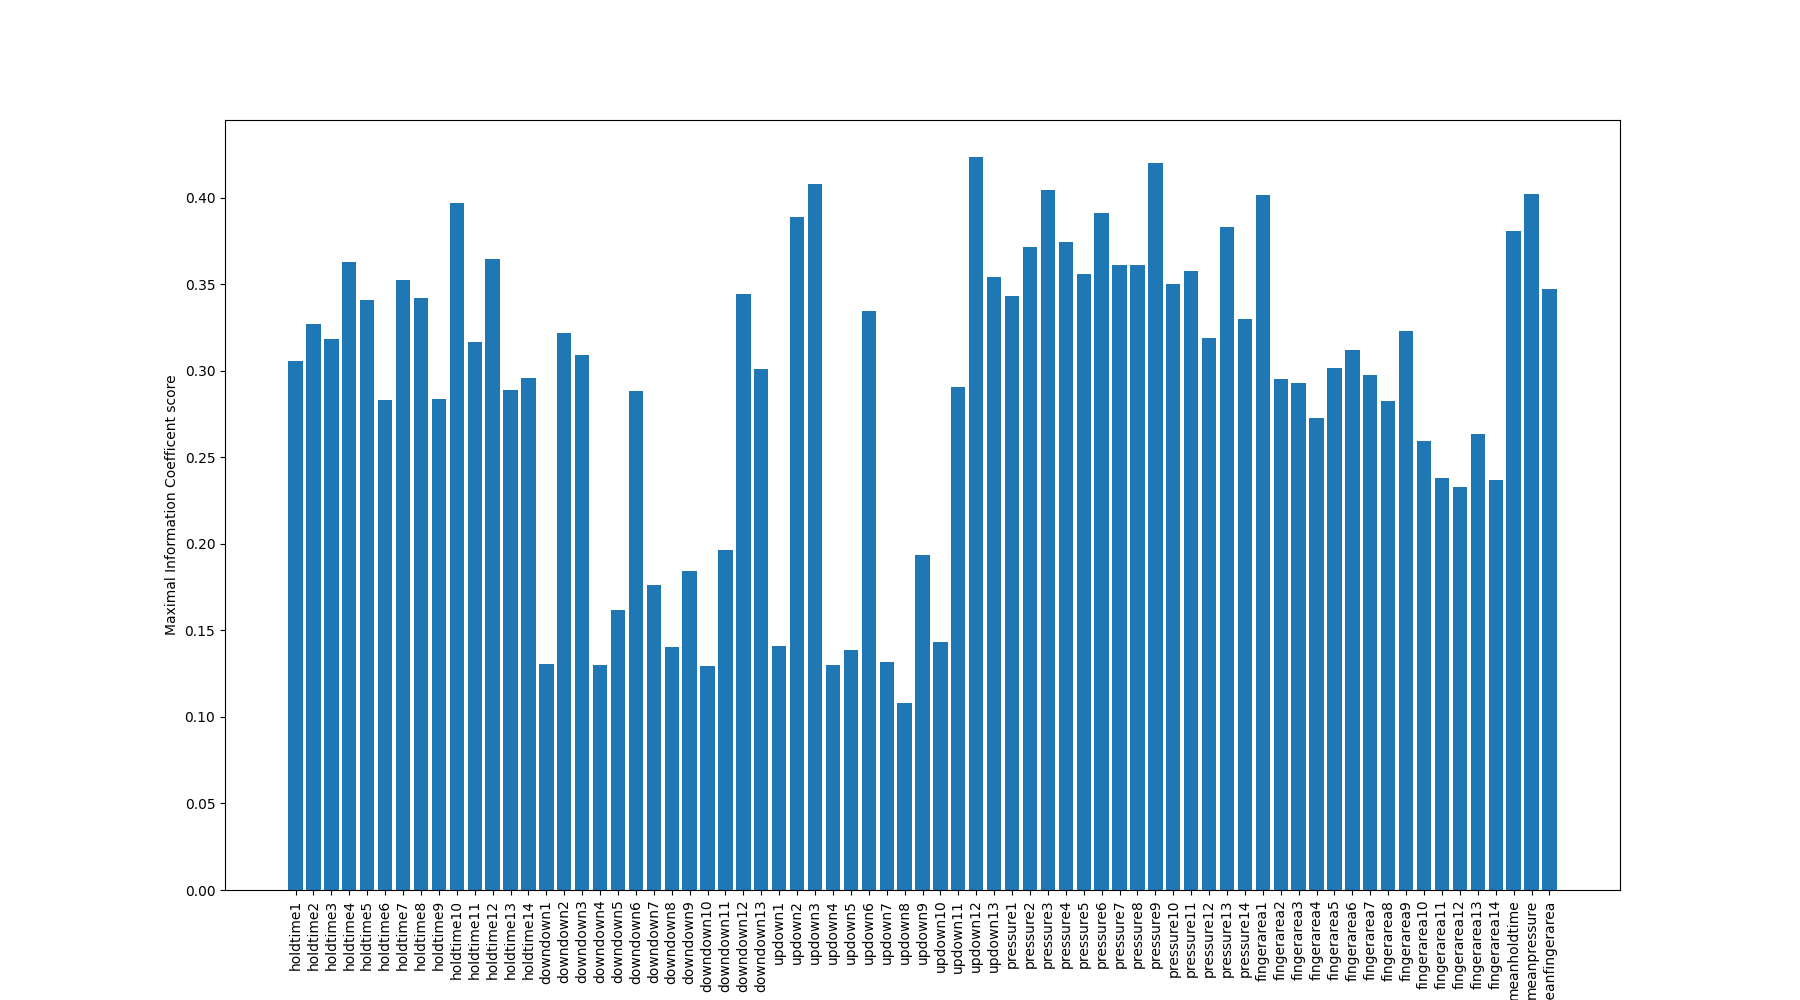 Maximal Information Coefficent score
0.40
0.35
0.30
0.25
0.20
0.15
0.10
0.05
0.00
holdtime1
holdtime2
holdtime3
holdtime4
holdtime5
holdtime6
holdtime7
holdtime8
holdtime9
holdtime10
holdtime11
holdtime12
holdtime13
holdtime14
downdown1
downdown2
downdown3
downdown4
downdown5
downdown6
downdown7
downdown8
downdown9
downdown10
downdown11
downdown12
downdown13
updown1
updown2
updown3
updown4
updown5
updown6
updown7
updown8
updown9
updown10
updown11
updown12
updown13
pressure1
pressure2
pressure3
pressure4
pressure5
pressure6
pressure7
pressure8
pressure9
pressure10
pressure11
pressure12
pressure13
pressure14
fingerarea1
fingerarea2
fingerarea3
fingerarea4
fingerarea5
fingerarea6
fingerarea7
fingerarea8
fingerarea9
fingerarea10
fingerarea11
fingerarea12
fingerarea13
fingerarea14
meanholdtime
meanpressure
eanfingerarea